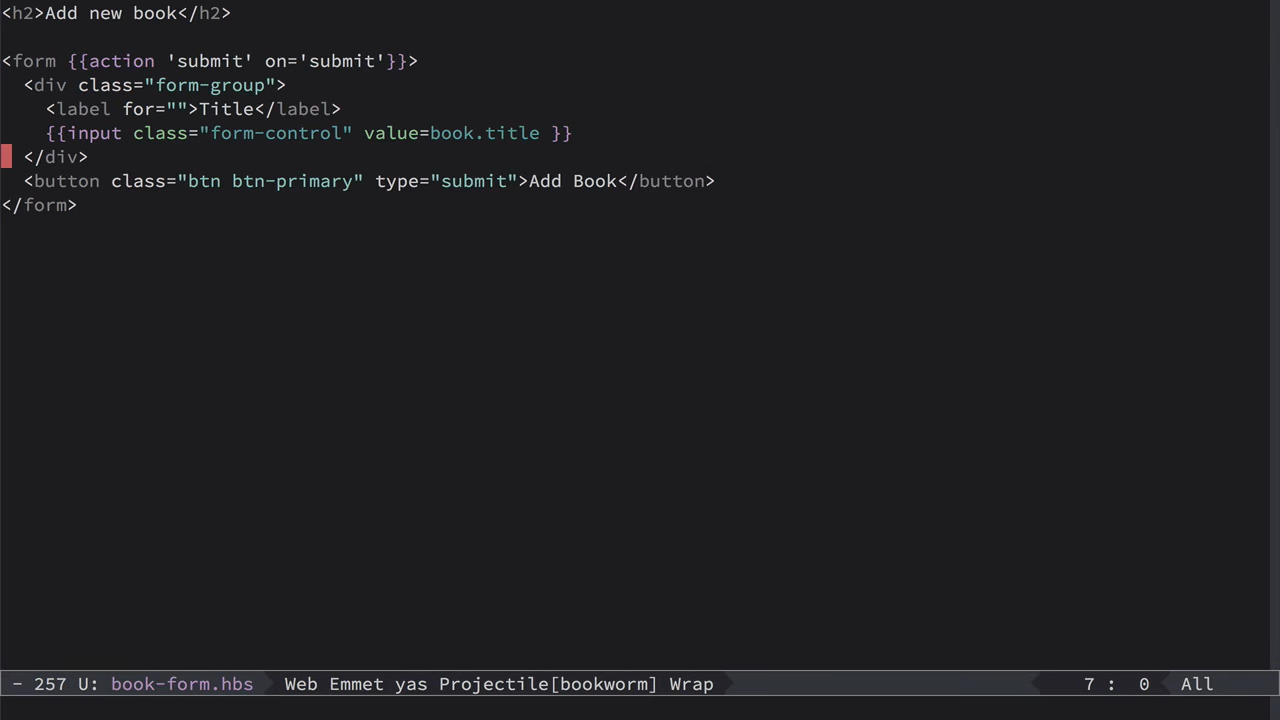 <h2>Add new book</h2>
<form {{action 'submit' on='submit'}}>
  <div class="form-group">
    <label for="">Title</label>
    {{input class="form-control" value=book.title }}
  </div>
  <button class="btn btn-primary" type="submit">Add Book</button>
</form>
- 257 U: book-form.hbs Web Emmet yas Projectile[bookworm] Wrap 7 : 0 All